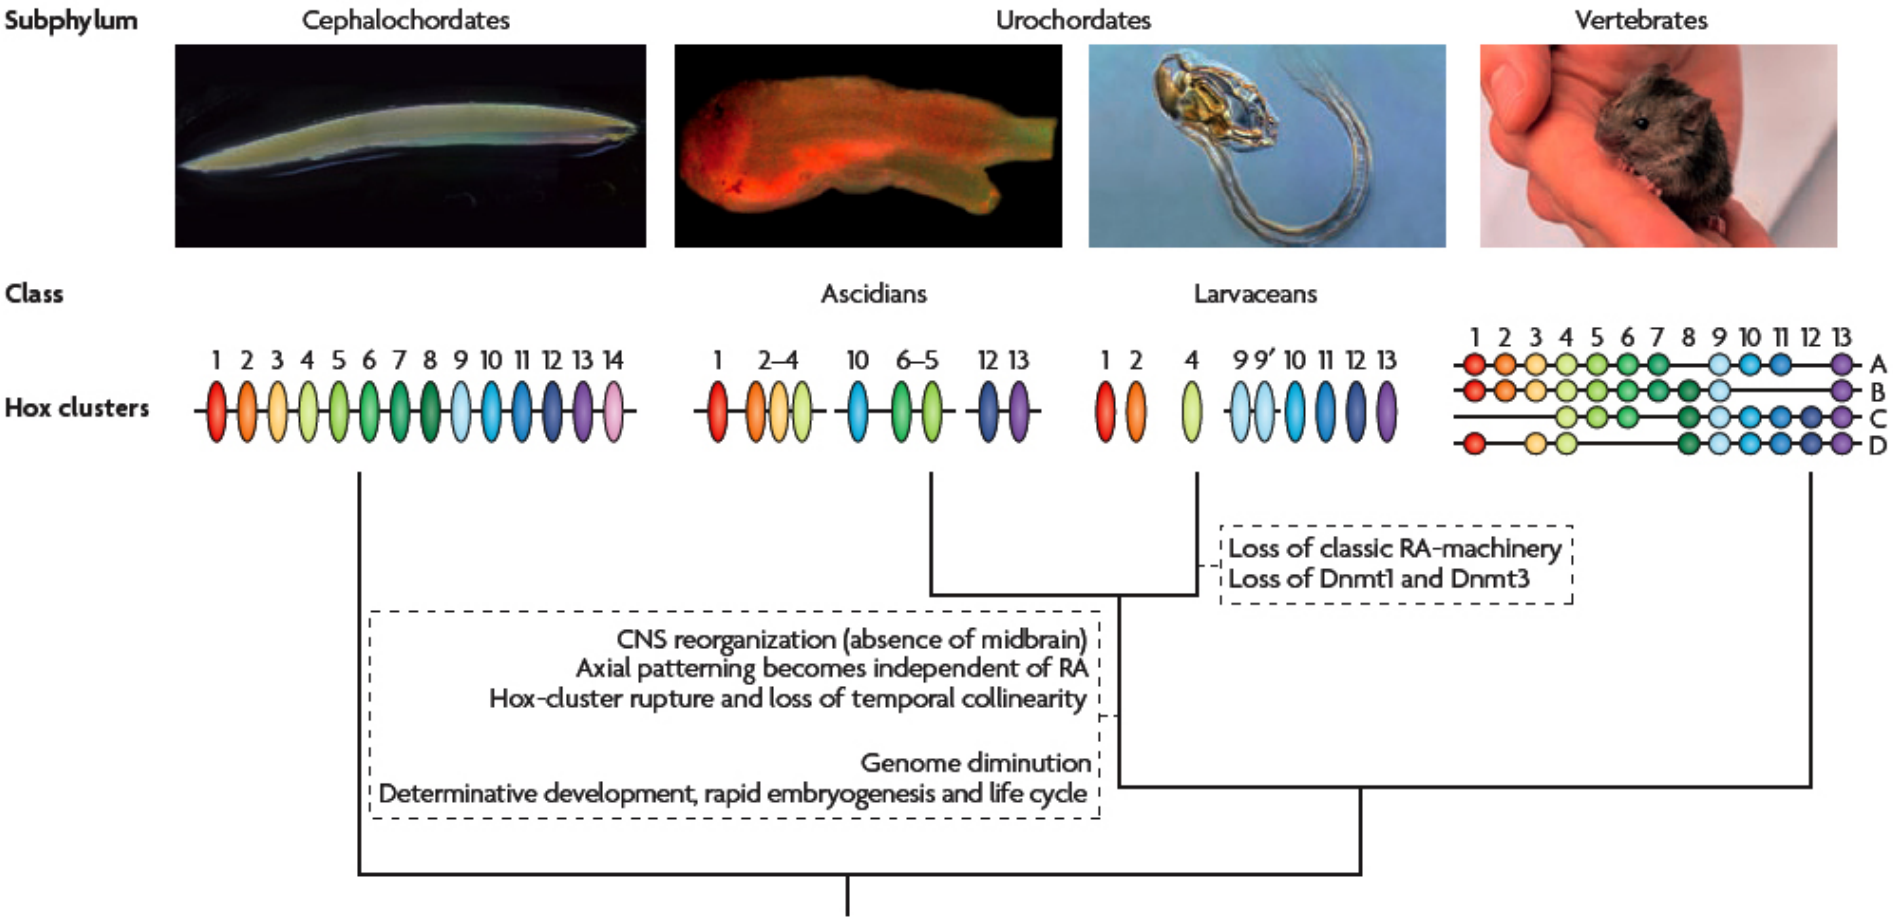 Subphylum Cephalochordates Urochordates Vertebrates
Class Ascidians Larvaceans
Hox clusters
1 2 3 4 5 6 7 8 9 10 11 12 13 14
1 2–4 10 6–5 12 13
1 2 4 9 9′ 10 11 12 13
1 2 3 4 5 6 7 8 9 10 11 12 13
A
B
C
D
Loss of classic RA-machinery
Loss of Dnmt1 and Dnmt3
CNS reorganization (absence of midbrain)
Axial patterning becomes independent of RA
Hox-cluster rupture and loss of temporal collinearity
Genome diminution
Determinative development, rapid embryogenesis and life cycle